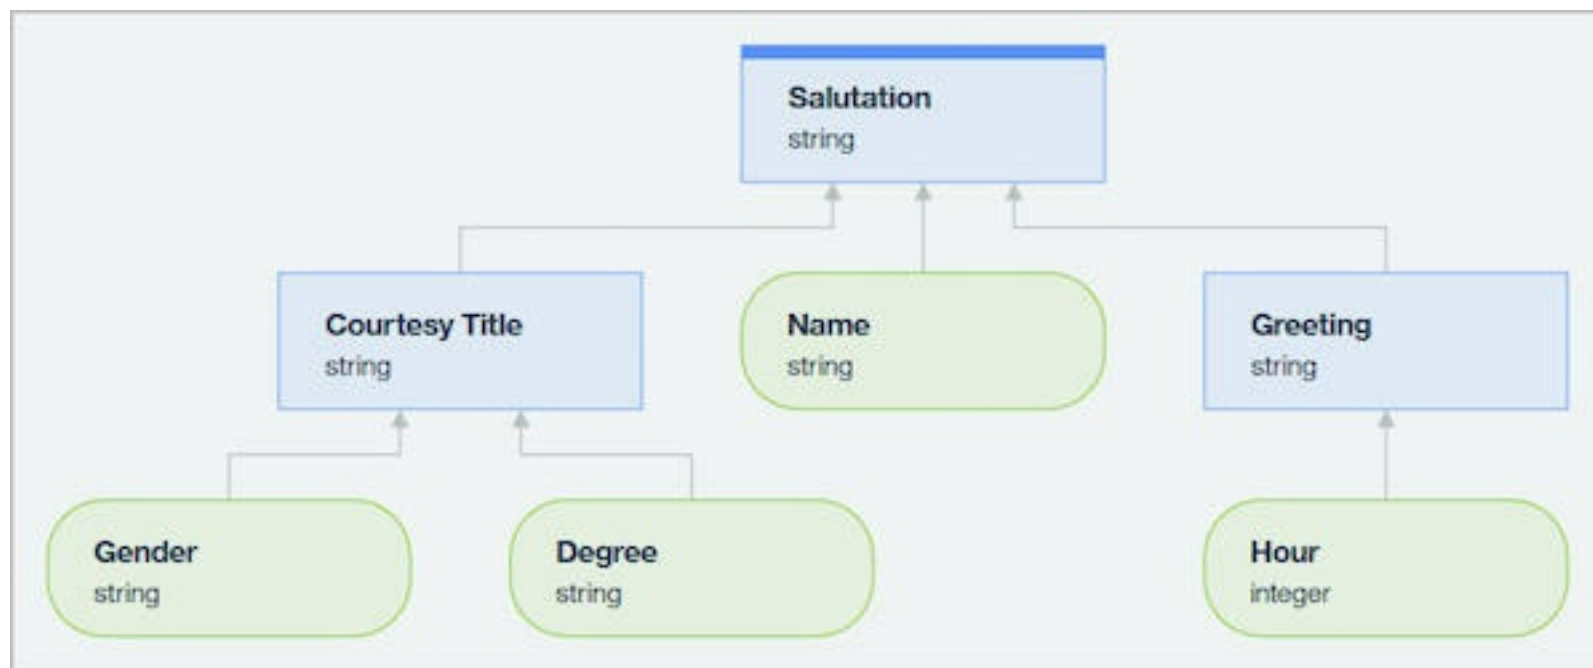 Salutation
string
Courtesy Title
string
Name
string
Greeting
string
Gender
string
Degree
string
Hour
integer